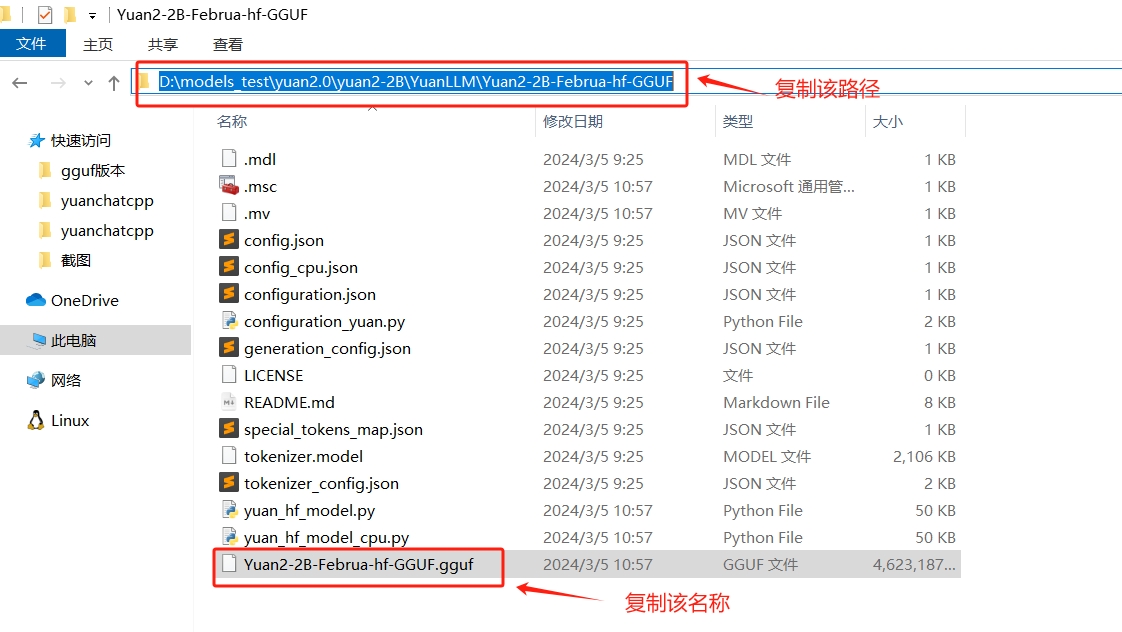 Yuan2-2B-Februa-hf-GGUF
文件 主页 共享 查看
D:\models_test\yuan2.0\yuan2-2B\YuanLLM\Yuan2-2B-Februa-hf-GGUF
复制该路径
快速访问
gguf版本
yuanchatcpp
yuanchatcpp
截图
OneDrive
此电脑
网络
Linux
名称 修改日期 类型 大小
.mdl 2024/3/5 9:25 MDL 文件 1 KB
.msc 2024/3/5 10:57 Microsoft 通用管... 1 KB
.mv 2024/3/5 10:57 MV 文件 1 KB
config.json 2024/3/5 9:25 JSON 文件 1 KB
config_cpu.json 2024/3/5 9:25 JSON 文件 1 KB
configuration.json 2024/3/5 9:25 JSON 文件 1 KB
configuration_yuan.py 2024/3/5 9:25 Python File 2 KB
generation_config.json 2024/3/5 9:25 JSON 文件 1 KB
LICENSE 2024/3/5 9:25 文件 0 KB
README.md 2024/3/5 9:25 Markdown File 8 KB
special_tokens_map.json 2024/3/5 9:25 JSON 文件 1 KB
tokenizer.model 2024/3/5 9:25 MODEL 文件 2,106 KB
tokenizer_config.json 2024/3/5 9:25 JSON 文件 2 KB
yuan_hf_model.py 2024/3/5 10:57 Python File 50 KB
yuan_hf_model_cpu.py 2024/3/5 10:57 Python File 50 KB
Yuan2-2B-Februa-hf-GGUF.gguf 2024/3/5 10:57 GGUF 文件 4,623,187...
复制该名称